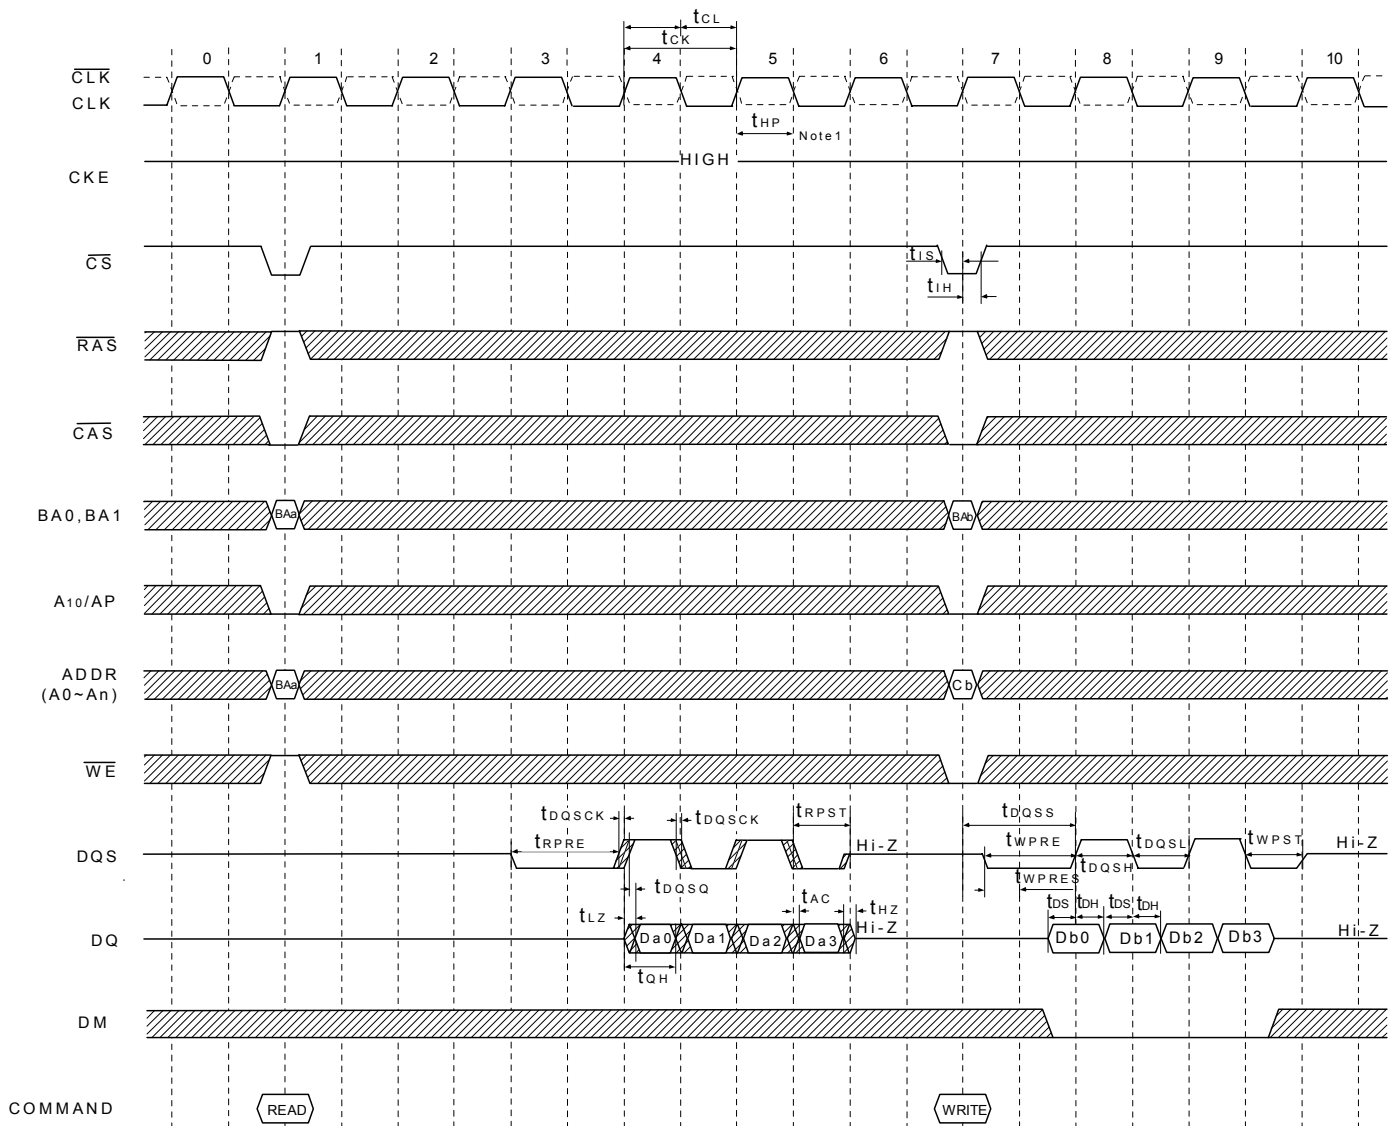 tCL
tCK
0 1 2 3 4 5 6 7 8 9 10
CLK
CLK
tHP Note1
HIGH
CKE
tIS
CS
tIH
RAS
CAS
BA0,BA1 BAa BAb
A10/AP
ADDR
(A0~An) BAa Cb
WE
tDQSCK tDQSCK tRPST tDQSS
tRPRE tWPRE tDQSL tWPST
DQS Hi-Z Hi-Z
tDQSH
tDQSQ tWPRES
tLZ tAC tHZ tDS tDH tDS tDH
Hi-Z Hi-Z
DQ Da0 Da1 Da2 Da3 Db0 Db1 Db2 Db3
tQH
DM
COMMAND READ WRITE